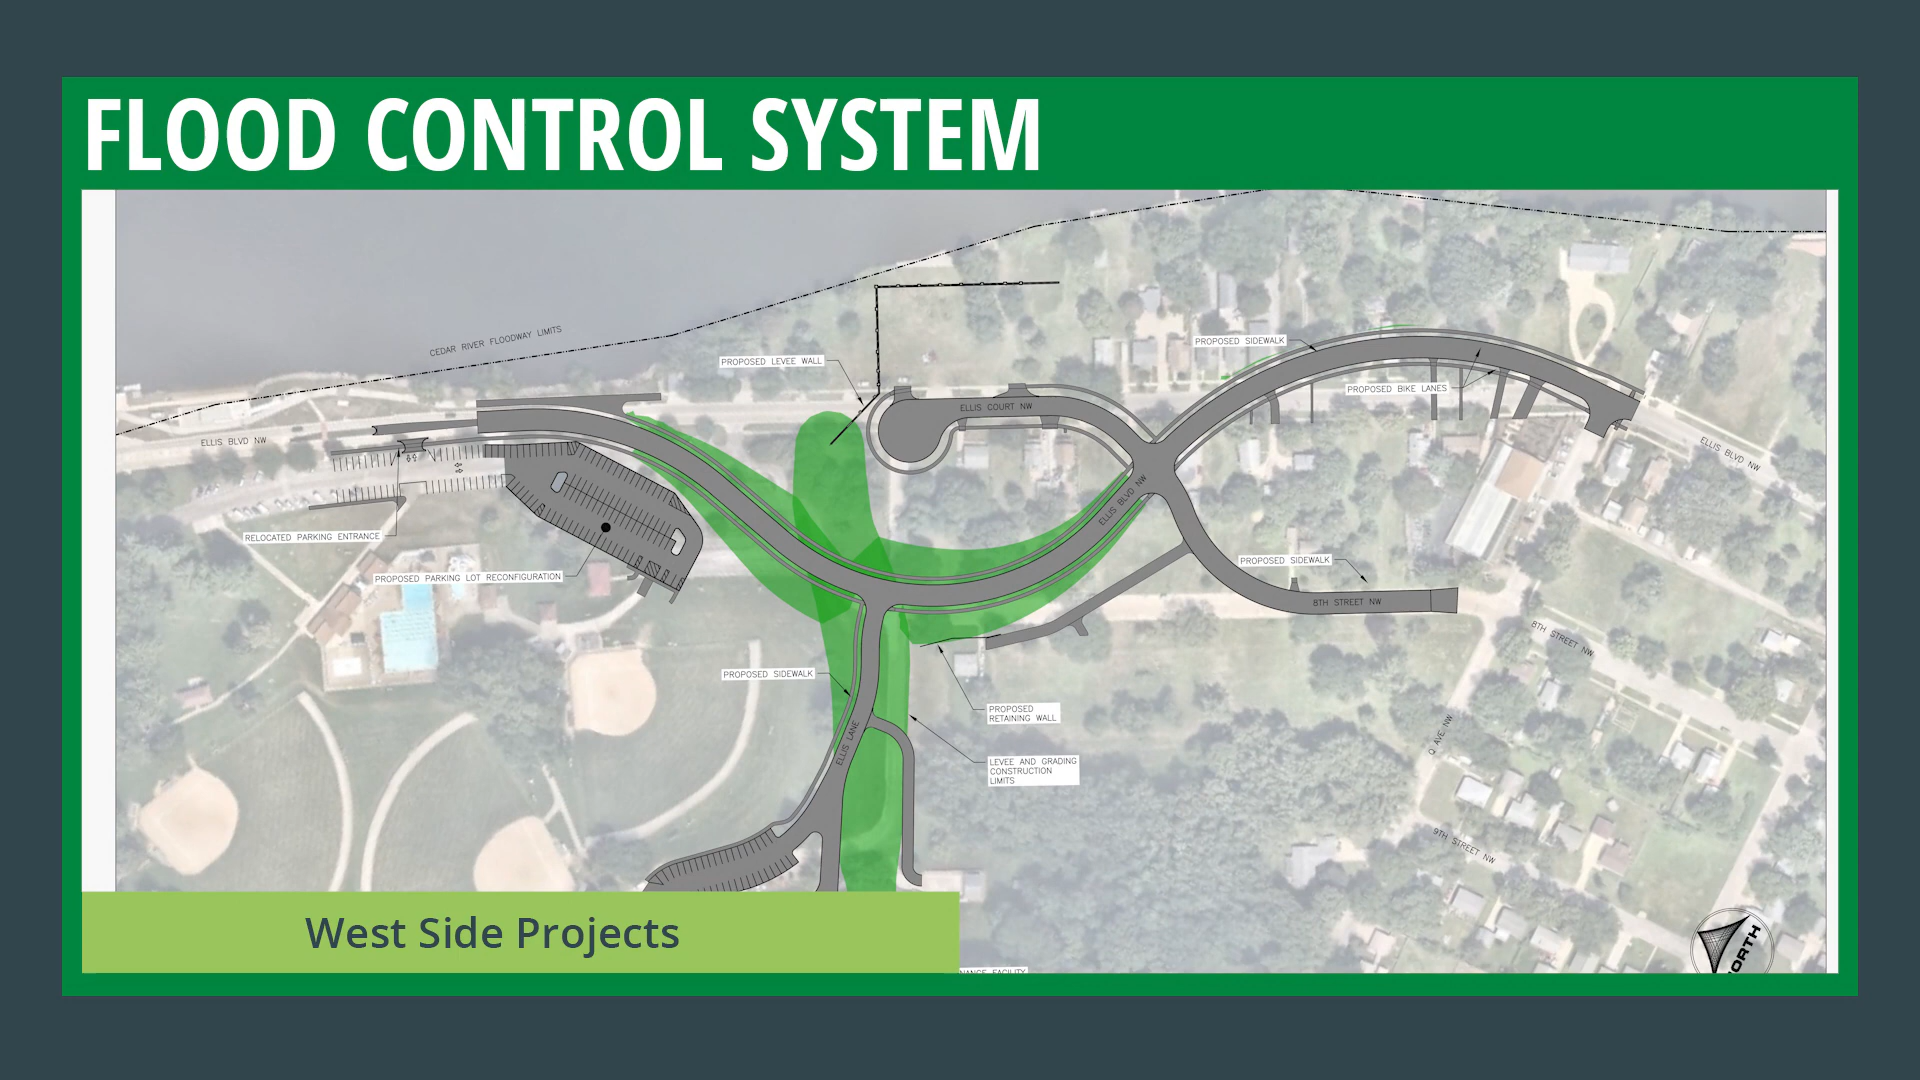 FLOOD CONTROL SYSTEM
CEDAR RIVER FLOODWAY LIMITS
PROPOSED LEVEE WALL
PROPOSED SIDEWALK
PROPOSED BIKE LANES
ELLIS COURT NW
ELLIS BLVD NW
ELLIS BLVD NW
ELLIS BLVD NW
RELOCATED PARKING ENTRANCE
PROPOSED PARKING LOT RECONFIGURATION
PROPOSED SIDEWALK
8TH STREET NW
8TH STREET NW
PROPOSED SIDEWALK
PROPOSED
RETAINING WALL
ELLIS LANE
Q AVE NW
LEVEE AND GRADING
CONSTRUCTION
LIMITS
9TH STREET NW
West Side Projects
ORTH
NANCE FACILITY